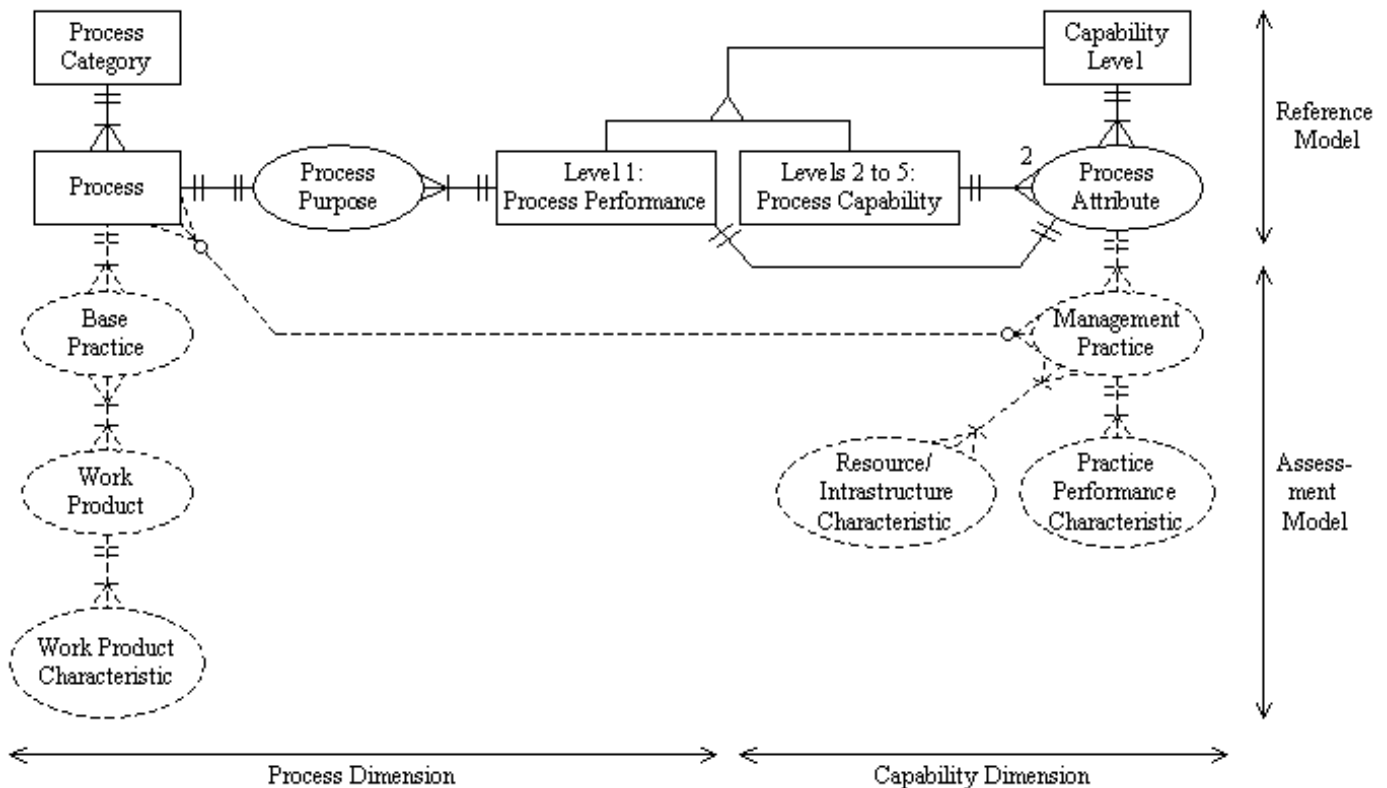 Process
Category
Capability
Level
Reference
Model
Process
Process
Purpose
Level 1:
Process Performance
Levels 2 to 5:
Process Capability
2
Process
Attribute
Base
Practice
Management
Practice
Work
Product
Resource/
Intrastructure
Characteristic
Practice
Performance
Characteristic
Assess-
ment
Model
Work Product
Characteristic
Process Dimension
Capability Dimension